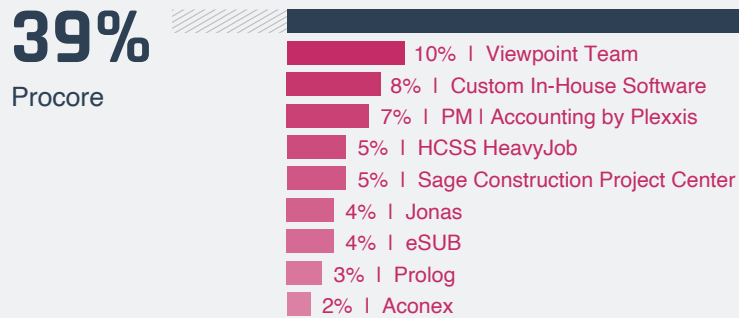 39%
Procore
10% | Viewpoint Team
8% | Custom In-House Software
7% | PM | Accounting by Plexxis
5% | HCSS HeavyJob
5% | Sage Construction Project Center
4% | Jonas
4% | eSUB
3% | Prolog
2% | Aconex